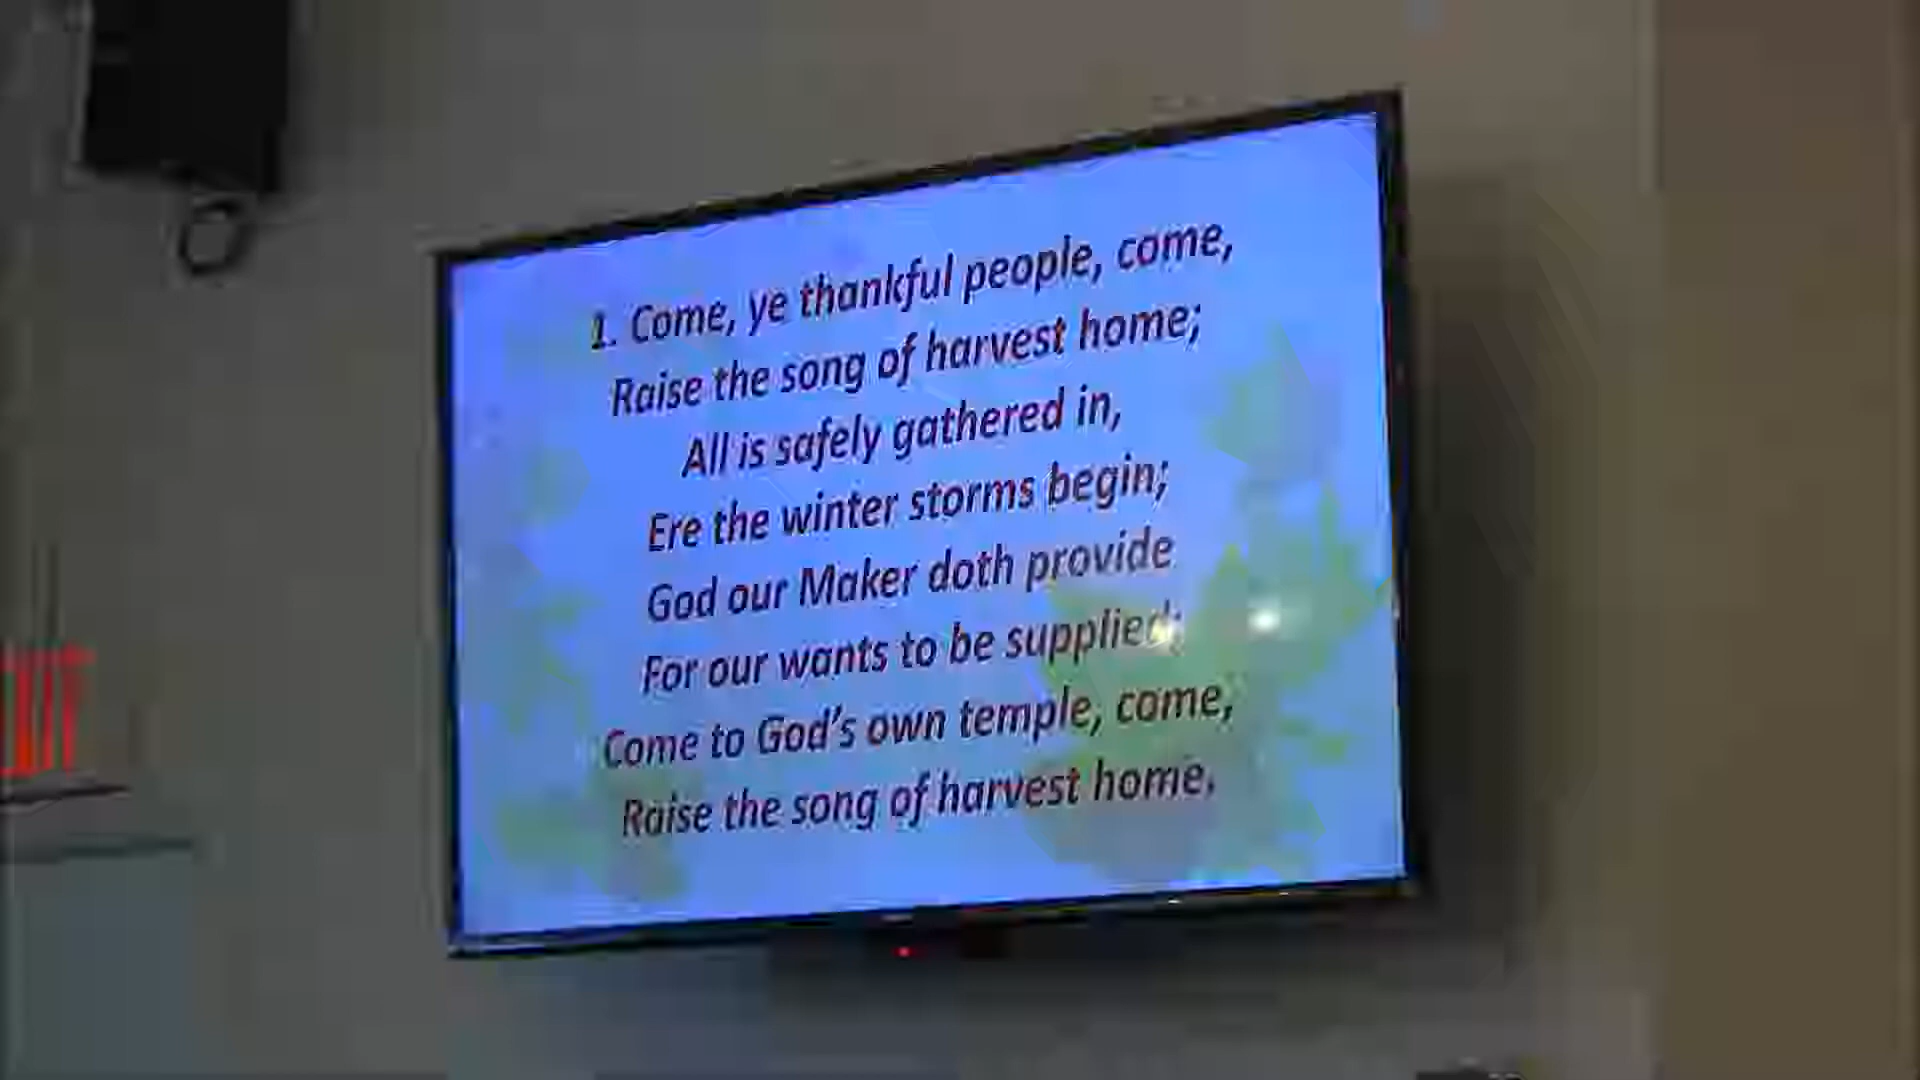 1. Come, ye thankful people, come,
Raise the song of harvest home;
All is safely gathered in,
Ere the winter storms begin;
God our Maker doth provide
For our wants to be supplied;
Come to God's own temple, come,
Raise the song of harvest home.